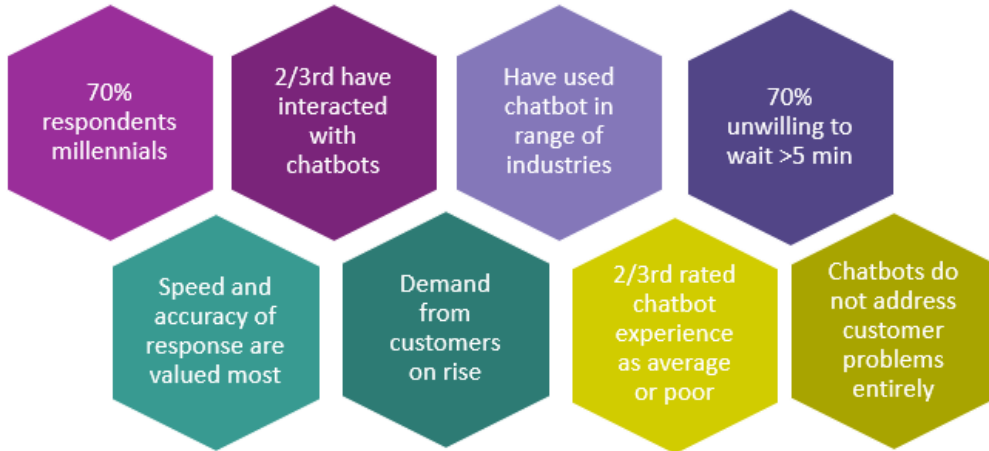 70%
respondents
millennials
2/3rd have
interacted
with
chatbots
Have used
chatbot in
range of
industries
70%
unwilling to
wait >5 min
Speed and
accuracy of
response are
valued most
Demand
from
customers
on rise
2/3rd rated
chatbot
experience
as average
or poor
Chatbots do
not address
customer
problems
entirely